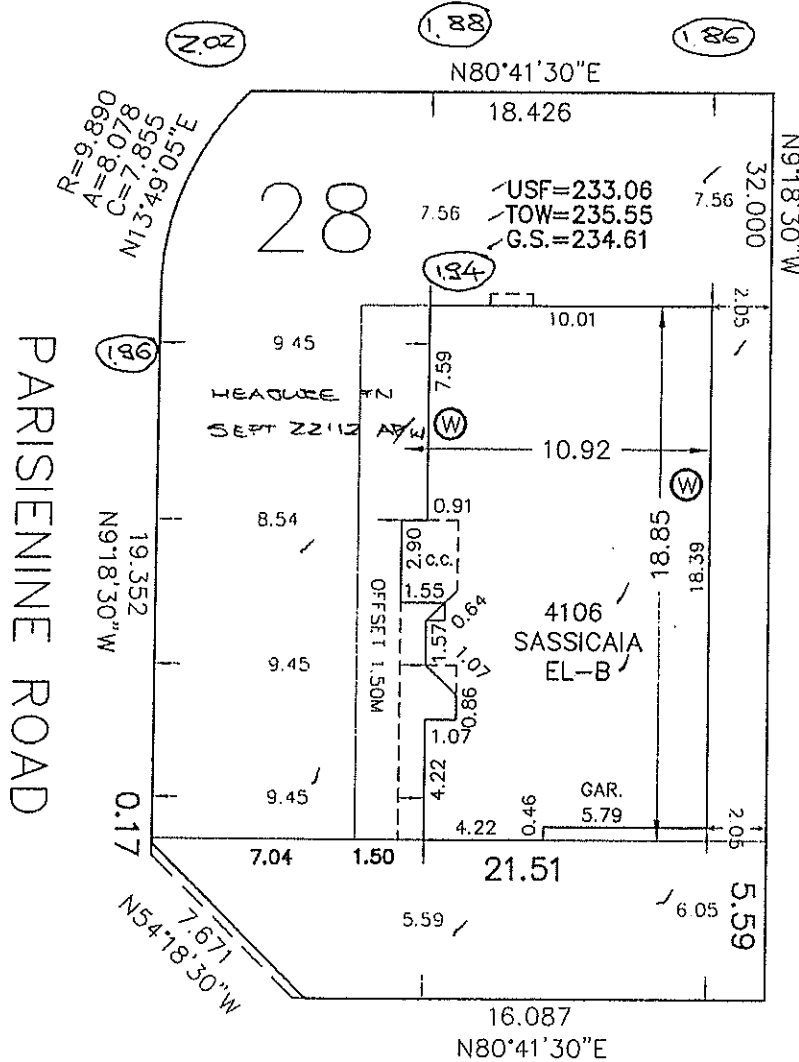 2.02
1.88
1.86
N80°41'30"E
18.426
R=9.890
A=8.078
C=7.855
N13°49'05"E
28
7.56
USF=233.06
TOW=235.55
G.S.=234.61
7.56
32.000
N9°18'30"W
1.94
2.05
10.01
1.86
9.45
7.59
SEPT 22'12
W
10.92
W
PARISIENINE ROAD
19.352
N9°18'30"W
8.54
0.91
2.90
C.C.
1.55
0.64
18.85
18.39
OFFSET 1.50M
1.57
1.07
4106
SASSICAIA
EL-B
9.45
0.86
1.07
9.45
4.22
GAR.
5.79
0.46
4.22
2.05
0.17
7.04
1.50
21.51
5.59
7.671
N54°18'30"W
5.59
6.05
16.087
N80°41'30"E